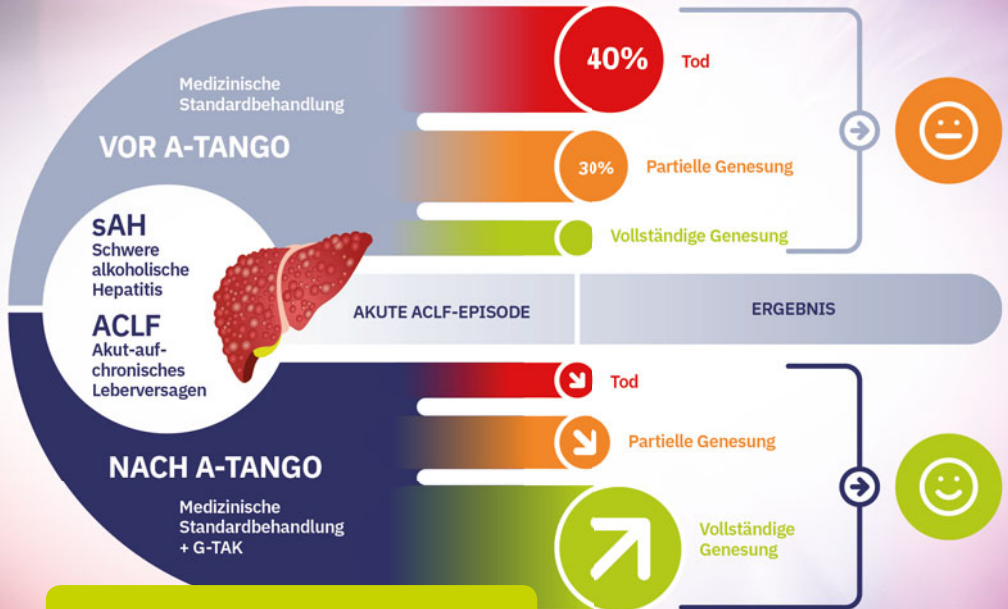 Medizinische
Standardbehandlung
VOR A-TANGO
40%
Tod
30%
Partielle Genesung
Vollständige Genesung
sAH
Schwere
alkoholische
Hepatitis
ACLF
Akut-auf-
chronisches
Leberversagen
AKUTE ACLF-EPISODE
ERGEBNIS
Tod
Partielle Genesung
Vollständige
Genesung
NACH A-TANGO
Medizinische
Standardbehandlung
+ G-TAK